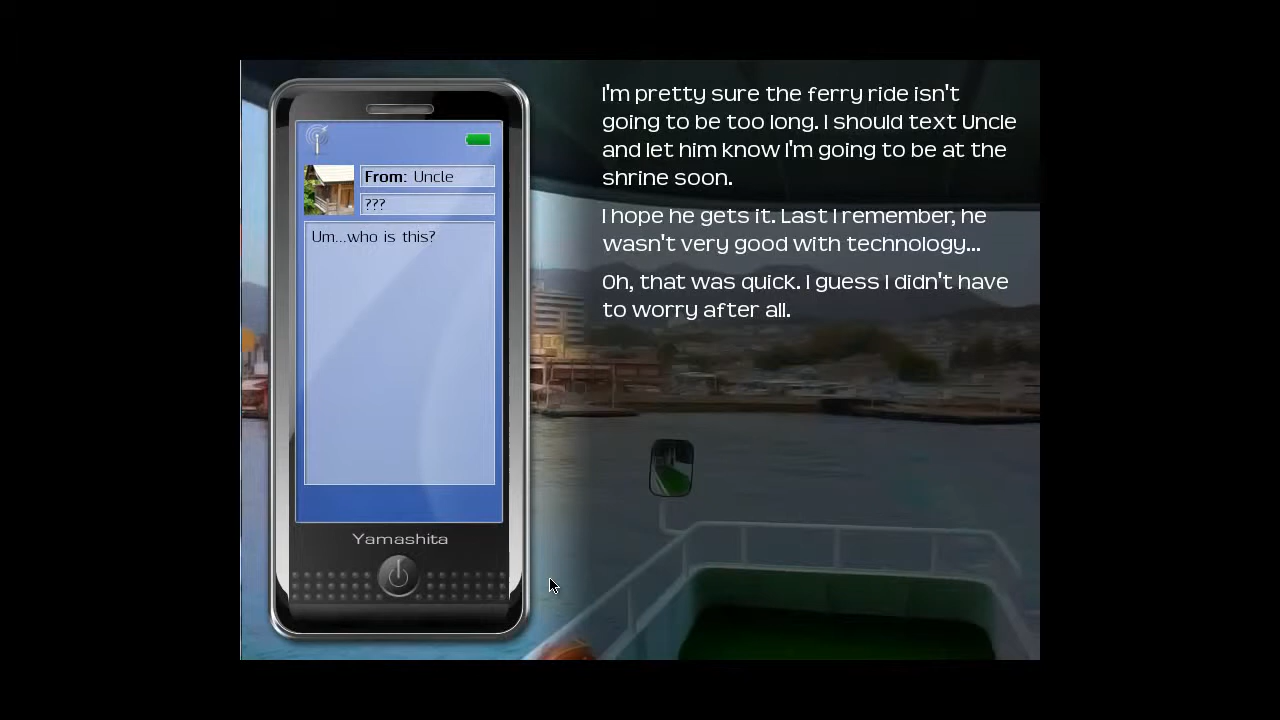 From: Uncle
???
Um...who is this?
Yamashita
I'm pretty sure the ferry ride isn't
going to be too long. I should text Uncle
and let him know I'm going to be at the
shrine soon.
I hope he gets it. Last I remember, he
wasn't very good with technology...
Oh, that was quick. I guess I didn't have
to worry after all.